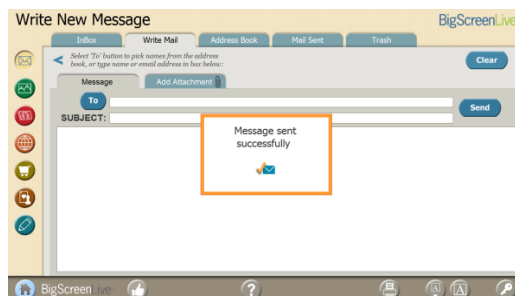 Write New Message
BigScreenLive
InBox
Write Mail
Address Book
Mail Sent
Trash
Select 'To' button to pick names from the address
book, or type name or email address in box below:
Clear
Message
Add Attachment
To
Send
SUBJECT:
Message sent
successfully
BigScreen Live
?
A
A